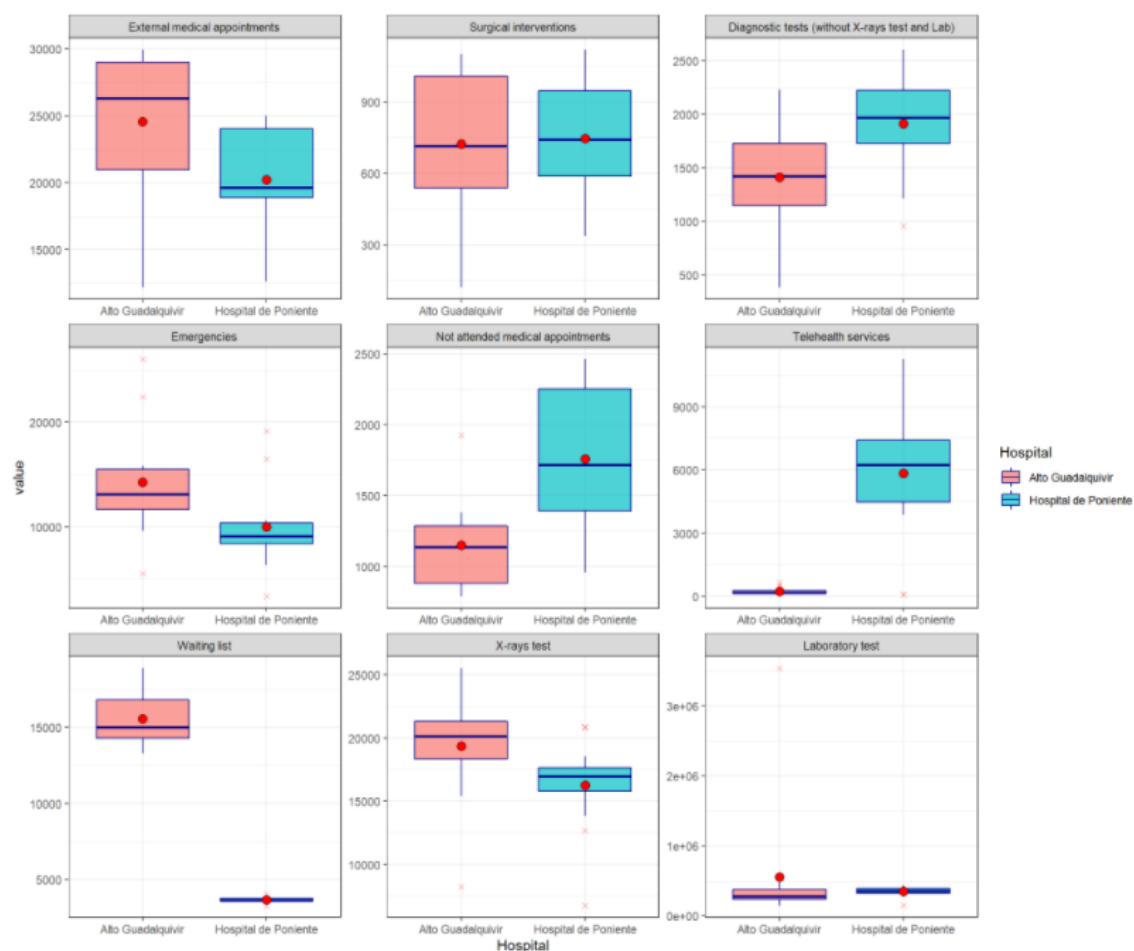 External medical appointments
Surgical interventions
Diagnostic tests (without X-rays test and Lab)
30000
25000
20000
15000
900
600
300
2500
2000
1500
1000
500
Alto Guadalquivir Hospital de Poniente
Alto Guadalquivir Hospital de Poniente
Alto Guadalquivir Hospital de Poniente
Emergencies
Not attended medical appointments
Telehealth services
20000
10000
2500
2000
1500
1000
9000
6000
3000
0
value
Alto Guadalquivir Hospital de Poniente
Alto Guadalquivir Hospital de Poniente
Alto Guadalquivir Hospital de Poniente
Hospital
Alto Guadalquivir
Hospital de Poniente
Waiting list
X-rays test
Laboratory test
15000
10000
5000
25000
20000
15000
10000
3e+06
2e+06
1e+06
0e+00
Alto Guadalquivir Hospital de Poniente
Alto Guadalquivir Hospital de Poniente
Alto Guadalquivir Hospital de Poniente
Hospital